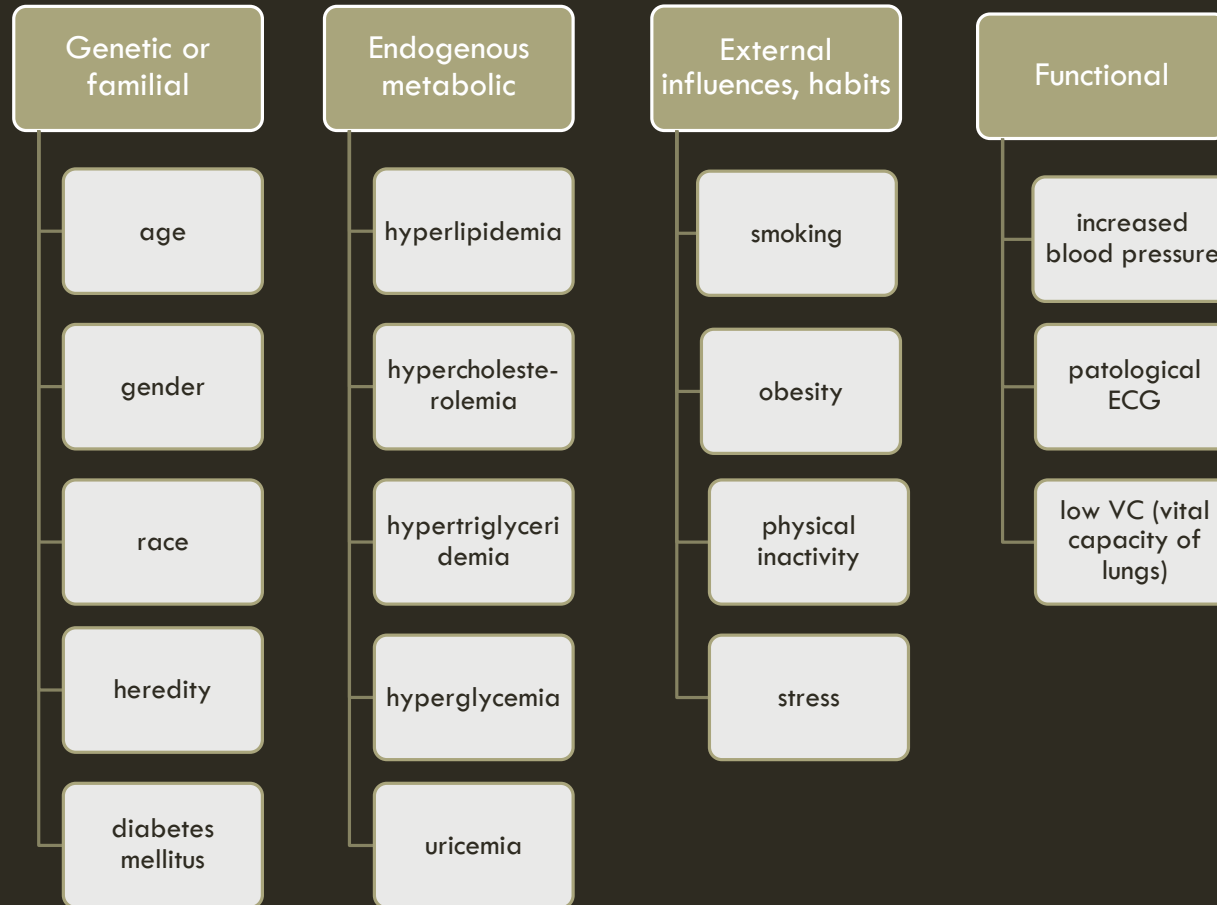 Genetic or
familial
age
gender
race
heredity
diabetes
mellitus
Endogenous
metabolic
hyperlipidemia
hypercholeste-
rolemia
hypertriglyceri
demia
hyperglycemia
uricemia
External
influences, habits
smoking
obesity
physical
inactivity
stress
Functional
increased
blood pressure
patological
ECG
low VC (vital
capacity of
lungs)